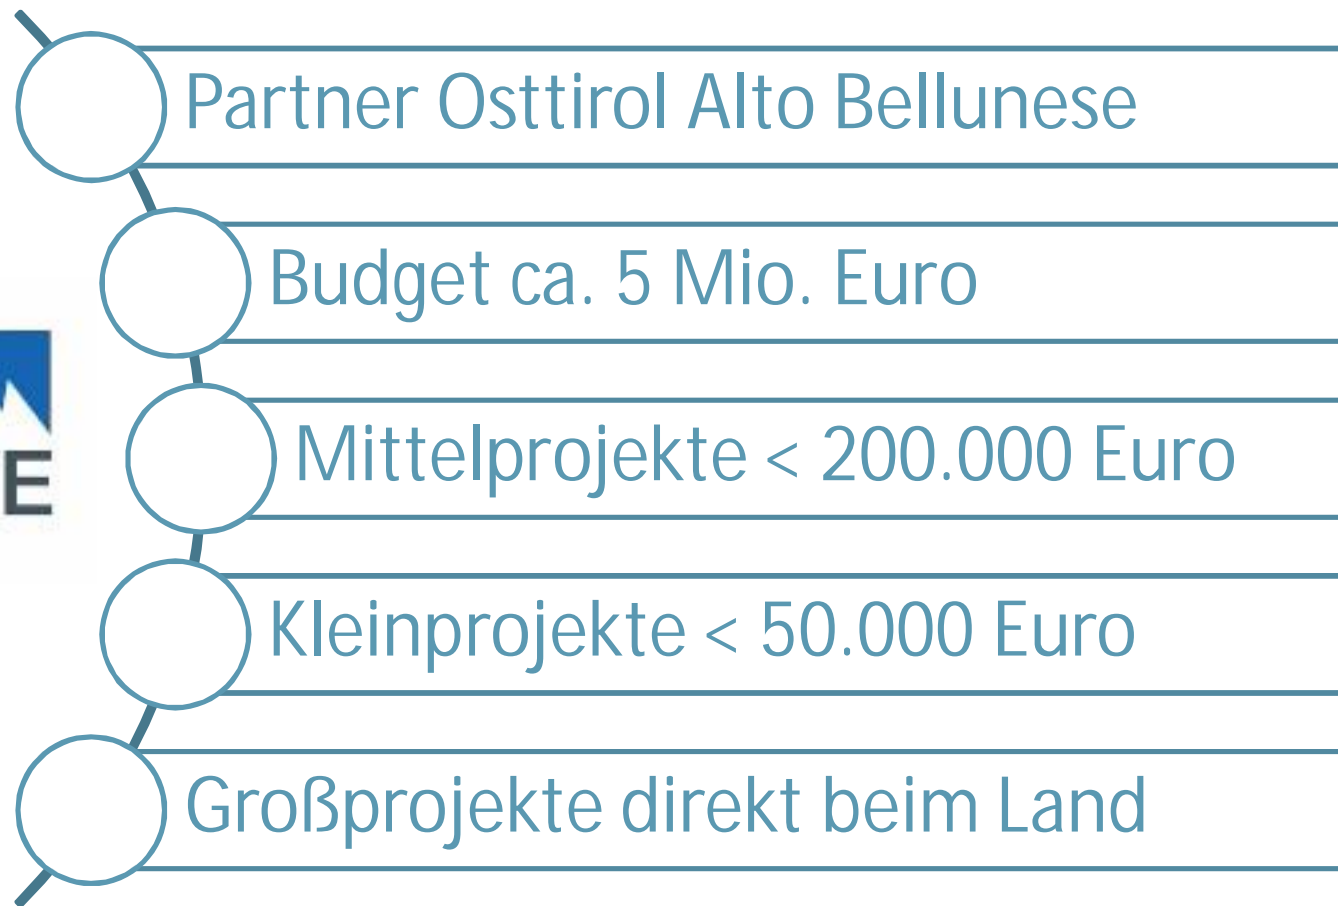 Partner Osttirol Alto Bellunese
Budget ca. 5 Mio. Euro
Mittelprojekte < 200.000 Euro
E
Kleinprojekte < 50.000 Euro
Großprojekte direkt beim Land